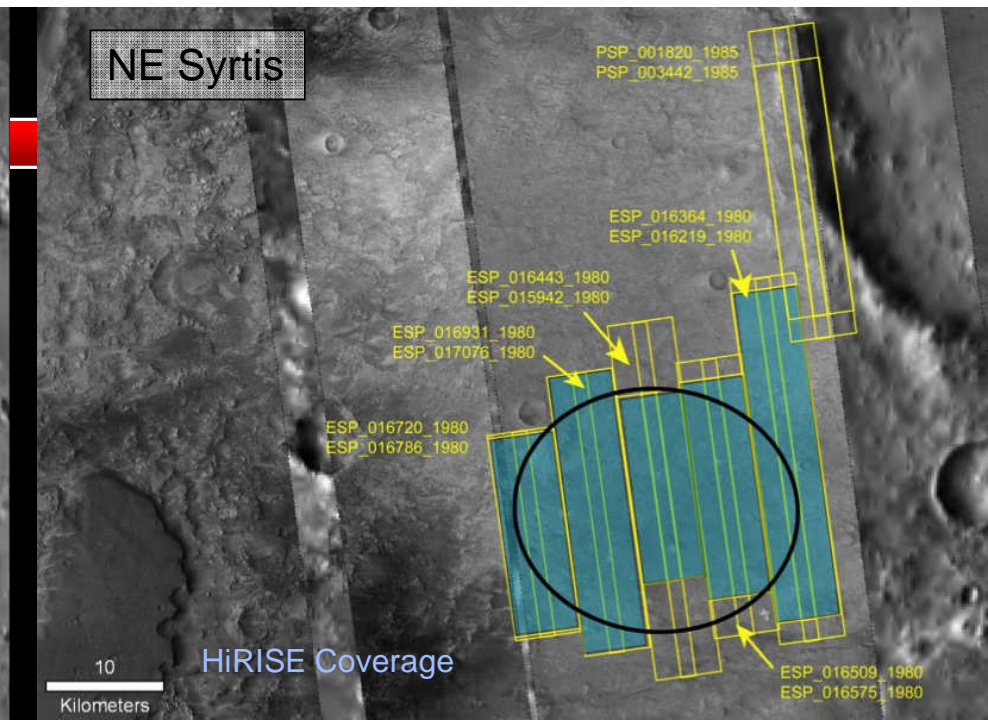 NE Syrtis
PSP_001820_1985
PSP_003442_1985
ESP_016364_1980
ESP_016219_1980
ESP_016443_1980
ESP_015942_1980
ESP_016931_1980
ESP_017076_1980
ESP_016720_1980
ESP_016786_1980
HiRISE Coverage
10
Kilometers
ESP_016509_1980
ESP_016575_1980